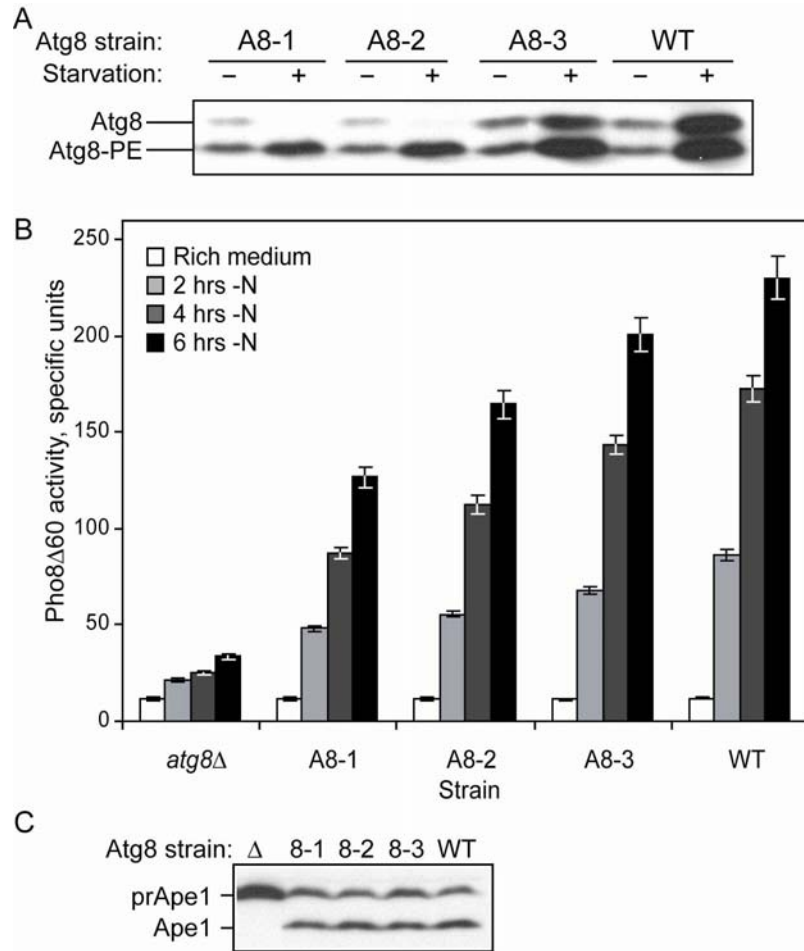 A
Atg8 strain: A8-1 A8-2 A8-3 WT
Starvation: – + – + – + – +
Atg8
Atg8-PE
B
250
200
150
100
50
0
Pho8Δ60 activity, specific units
Rich medium
2 hrs -N
4 hrs -N
6 hrs -N
atg8Δ A8-1 A8-2 A8-3 WT
Strain
C
Atg8 strain: Δ 8-1 8-2 8-3 WT
prApe1
Ape1